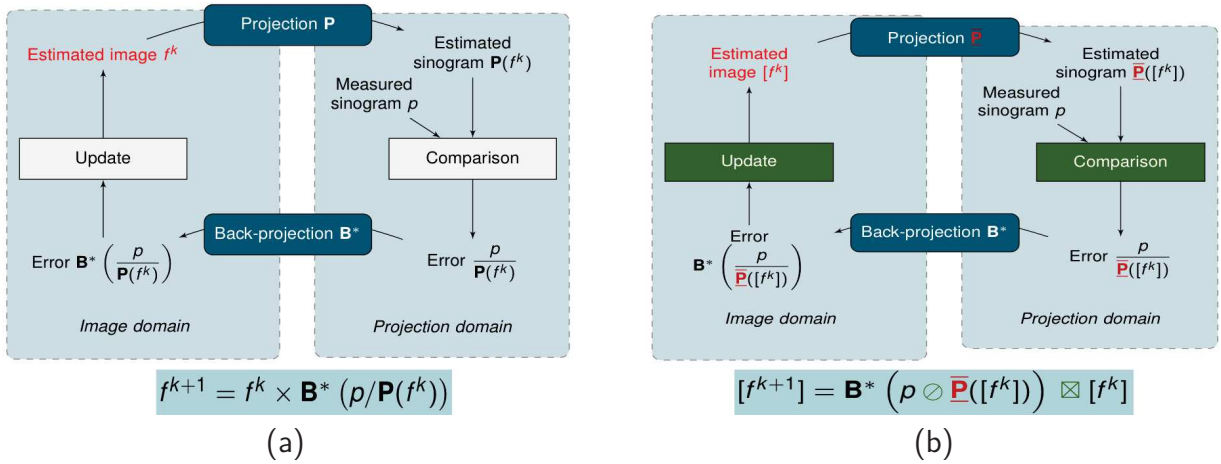 Projection P
Estimated image f^k
Estimated
sinogram P(f^k)
Measured
sinogram p
Update
Comparison
Back-projection B*
Error B* (p / P(f^k))
Error p / P(f^k)
Image domain
Projection domain
f^{k+1} = f^k × B* (p/P(f^k))
(a)
Projection P̲̅
Estimated
image [f^k]
Estimated
sinogram P̲̅([f^k])
Measured
sinogram p
Update
Comparison
Back-projection B*
Error
B* (p / P̲̅([f^k]))
Error p / P̲̅([f^k])
Image domain
Projection domain
[f^{k+1}] = B* (p ⊘ P̲̅([f^k])) ⊠ [f^k]
(b)